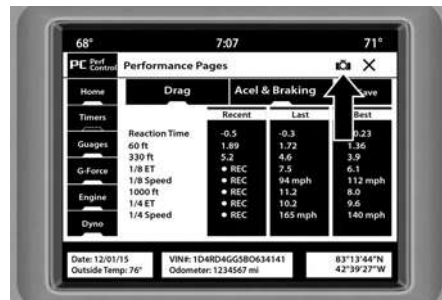 68° 7:07 71°
PC Perf Control Performance Pages X
Home Drag Acel & Braking
Timers Recent Last Best
Reaction Time -0.5 -0.3 0.23
60 ft 1.89 1.72 1.36
Guages 330 ft 5.2 4.6 3.9
1/8 ET • REC 7.5 6.1
G-Force 1/8 Speed • REC 94 mph 112 mph
1000 ft • REC 11.2 8.0
Engine 1/4 ET • REC 10.2 9.6
1/4 Speed • REC 165 mph 140 mph
Dyno
Date: 12/01/15 VIN#: 1D4RD4GG5BO634141 83°13'44"N
Outside Temp: 76° Odometer: 1234567 mi 42°39'27"W